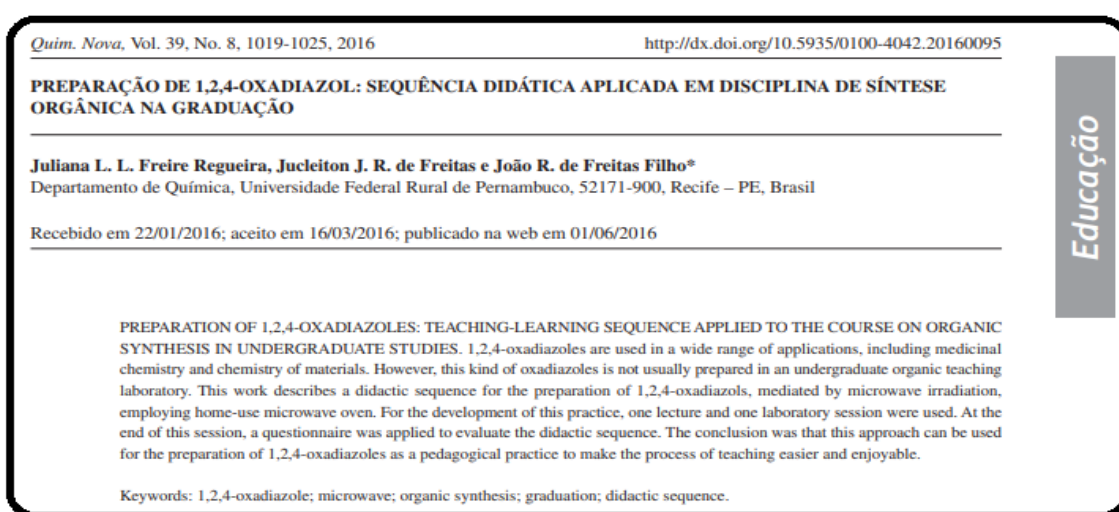 Quim. Nova, Vol. 39, No. 8, 1019-1025, 2016
http://dx.doi.org/10.5935/0100-4042.20160095
PREPARAÇÃO DE 1,2,4-OXADIAZOL: SEQUÊNCIA DIDÁTICA APLICADA EM DISCIPLINA DE SÍNTESE
ORGÂNICA NA GRADUAÇÃO
Juliana L. L. Freire Regueira, Jucleiton J. R. de Freitas e João R. de Freitas Filho*
Departamento de Química, Universidade Federal Rural de Pernambuco, 52171-900, Recife – PE, Brasil
Recebido em 22/01/2016; aceito em 16/03/2016; publicado na web em 01/06/2016
Educação
PREPARATION OF 1,2,4-OXADIAZOLES: TEACHING-LEARNING SEQUENCE APPLIED TO THE COURSE ON ORGANIC
SYNTHESIS IN UNDERGRADUATE STUDIES. 1,2,4-oxadiazoles are used in a wide range of applications, including medicinal
chemistry and chemistry of materials. However, this kind of oxadiazoles is not usually prepared in an undergraduate organic teaching
laboratory. This work describes a didactic sequence for the preparation of 1,2,4-oxadiazols, mediated by microwave irradiation,
employing home-use microwave oven. For the development of this practice, one lecture and one laboratory session were used. At the
end of this session, a questionnaire was applied to evaluate the didactic sequence. The conclusion was that this approach can be used
for the preparation of 1,2,4-oxadiazoles as a pedagogical practice to make the process of teaching easier and enjoyable.
Keywords: 1,2,4-oxadiazole; microwave; organic synthesis; graduation; didactic sequence.